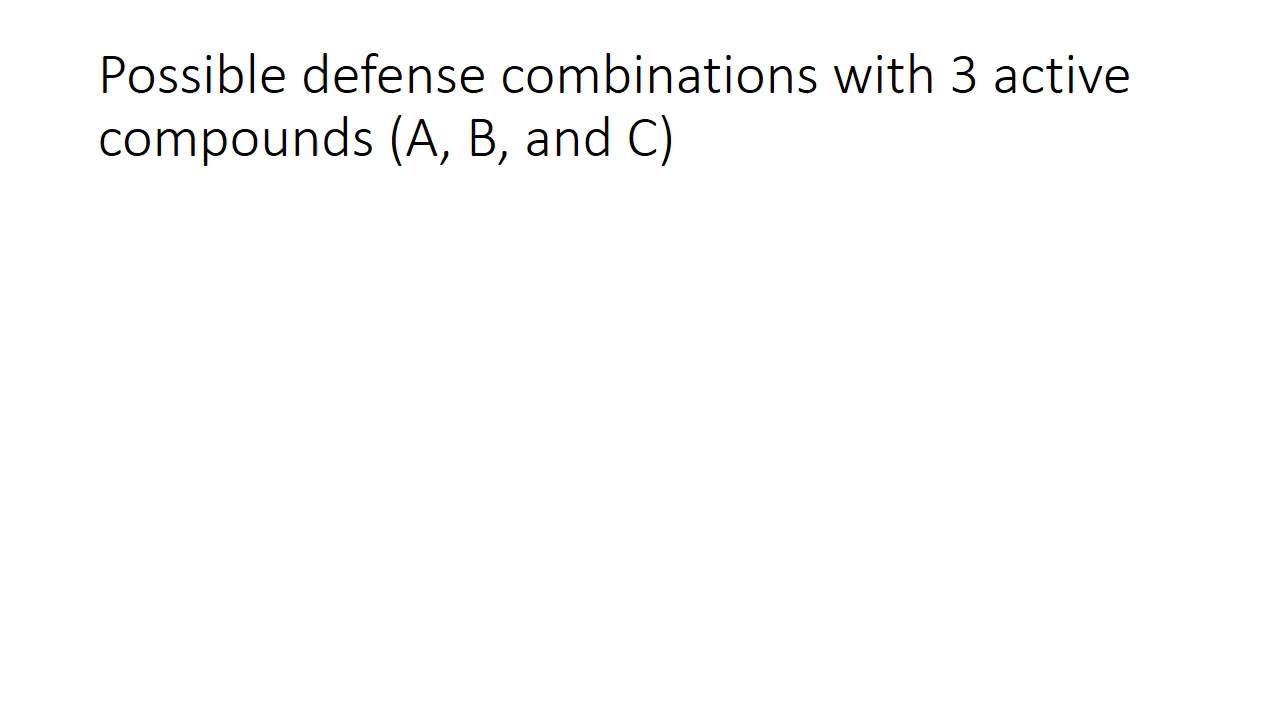 Possible defense combinations with 3 active
compounds (A, B, and C)